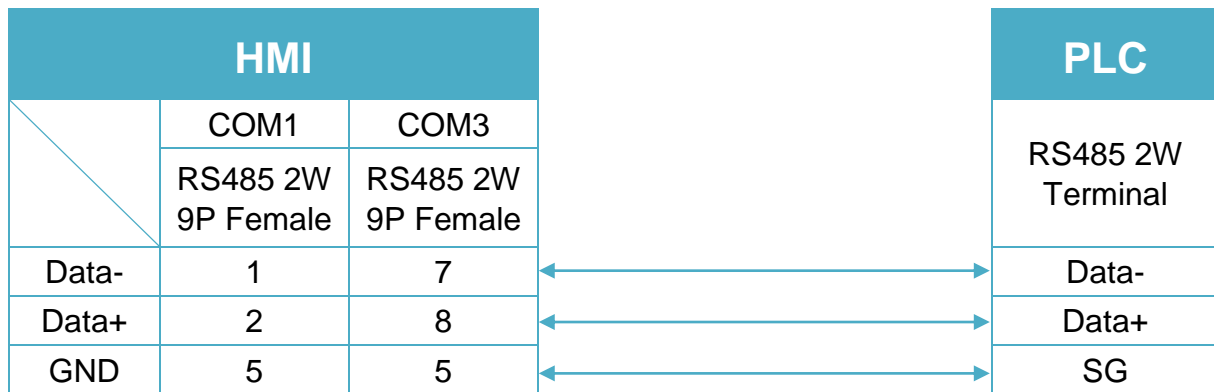 HMI PLC
COM1 COM3
RS485 2W
9P Female
RS485 2W
9P Female
RS485 2W
Terminal
Data- 1 7 Data-
Data+ 2 8 Data+
GND 5 5 SG